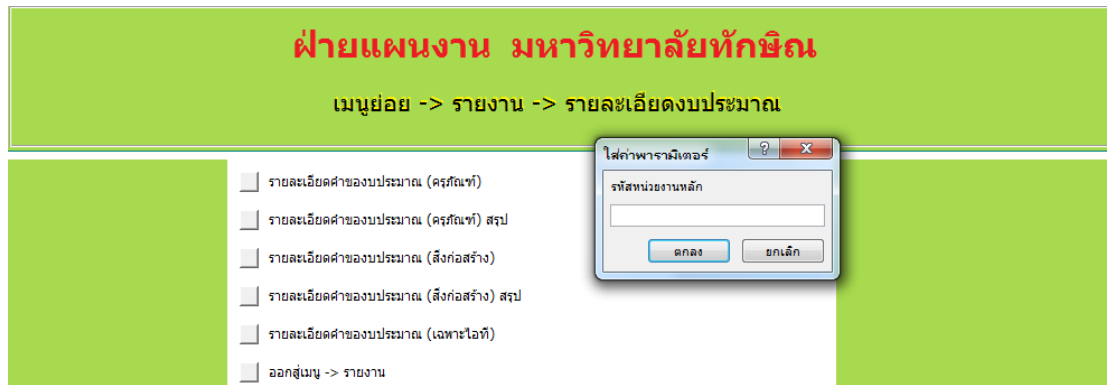 ฝ่ายแผนงาน มหาวิทยาลัยทักษิณ
เมนูย่อย -> รายงาน -> รายละเอียดงบประมาณ
ใส่ค่าพารามิเตอร์
รหัสหน่วยงานหลัก
ตกลง ยกเลิก
รายละเอียดคำของบประมาณ (ครุภัณฑ์)
รายละเอียดคำของบประมาณ (ครุภัณฑ์) สรุป
รายละเอียดคำของบประมาณ (สิ่งก่อสร้าง)
รายละเอียดคำของบประมาณ (สิ่งก่อสร้าง) สรุป
รายละเอียดคำของบประมาณ (เฉพาะไอที)
ออกสู่เมนู -> รายงาน